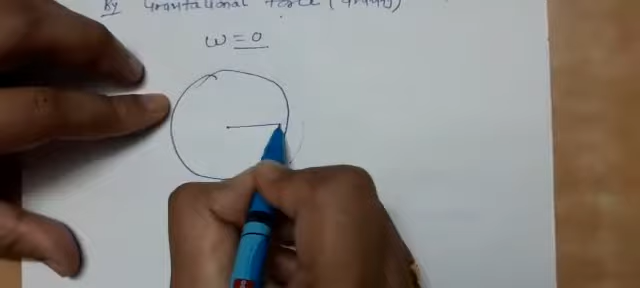 By Gravitational Force (
ω = 0